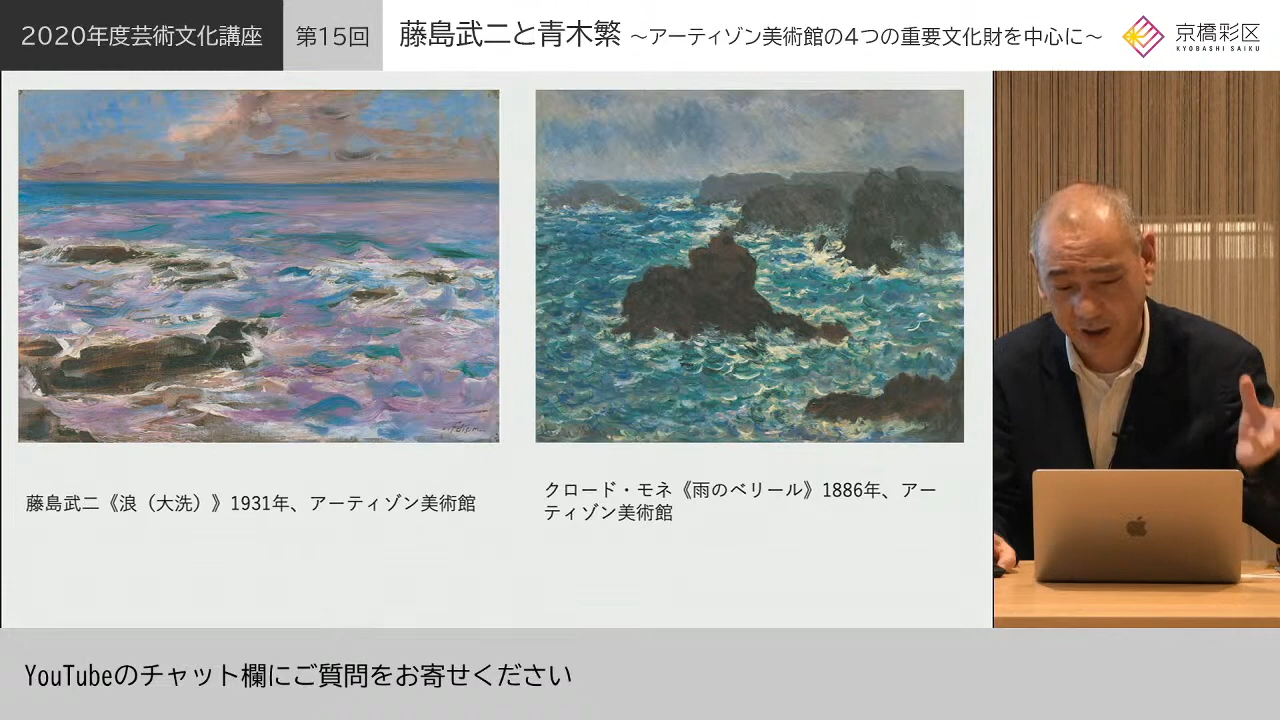 2020年度芸術文化講座
第15回
藤島武二と青木繁 ～アーティゾン美術館の4つの重要文化財を中心に～
京橋彩区
KYOBASHI SAIKU
藤島武二《浪（大洗）》1931年、アーティゾン美術館
クロード・モネ《雨のベリール》1886年、アー
ティゾン美術館
YouTubeのチャット欄にご質問をお寄せください